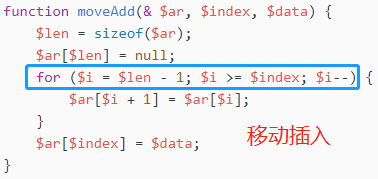 function moveAdd(& $ar, $index, $data) {
    $len = sizeof($ar);
    $ar[$len] = null;
    for ($i = $len - 1; $i >= $index; $i--) {
        $ar[$i + 1] = $ar[$i];
    }
    $ar[$index] = $data;
移动插入
}